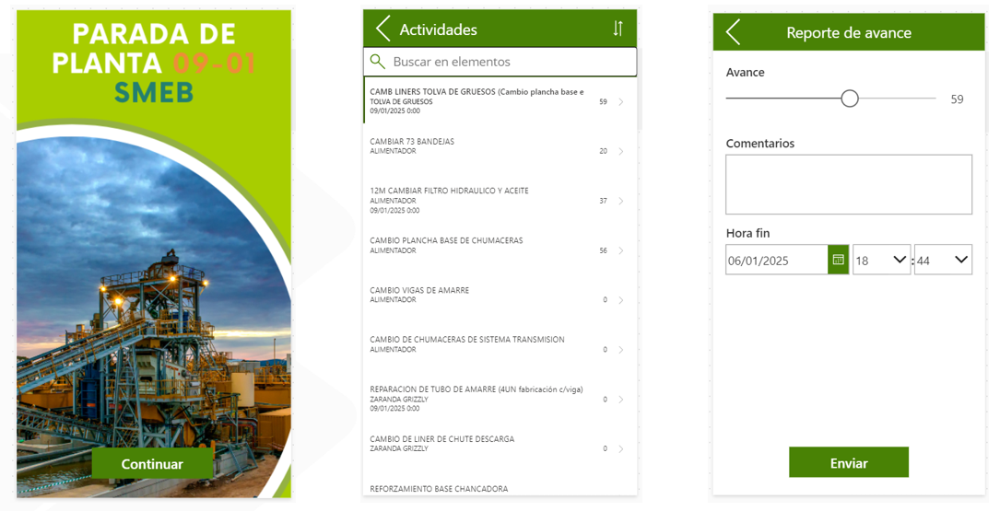 PARADA DE
PLANTA 09-01
SMEB
Continuar
Actividades
Buscar en elementos
CAMB LINERS TOLVA DE GRUESOS (Cambio plancha base e
TOLVA DE GRUESOS
59
09/01/2025 0:00
CAMBIAR 73 BANDEJAS
ALIMENTADOR
20
12M CAMBIAR FILTRO HIDRAULICO Y ACEITE
ALIMENTADOR
37
09/01/2025 0:00
CAMBIO PLANCHA BASE DE CHUMACERAS
ALIMENTADOR
56
CAMBIO VIGAS DE AMARRE
ALIMENTADOR
0
CAMBIO DE CHUMACERAS DE SISTEMA TRANSMISION
ALIMENTADOR
0
REPARACION DE TUBO DE AMARRE (4UN fabricación c/viga)
ZARANDA GRIZZLY
0
09/01/2025 0:00
CAMBIO DE LINER DE CHUTE DESCARGA
ZARANDA GRIZZLY
0
REFORZAMIENTO BASE CHANCADORA
Reporte de avance
Avance
59
Comentarios
Hora fin
06/01/2025 18 : 44
Enviar